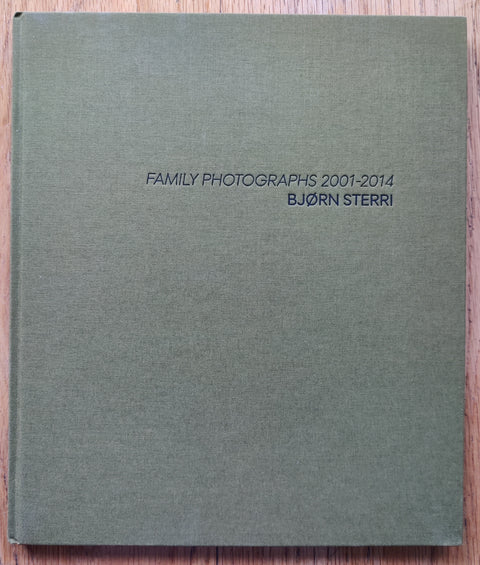 FAMILY PHOTOGRAPHS 2001-2014
BJØRN STERRI